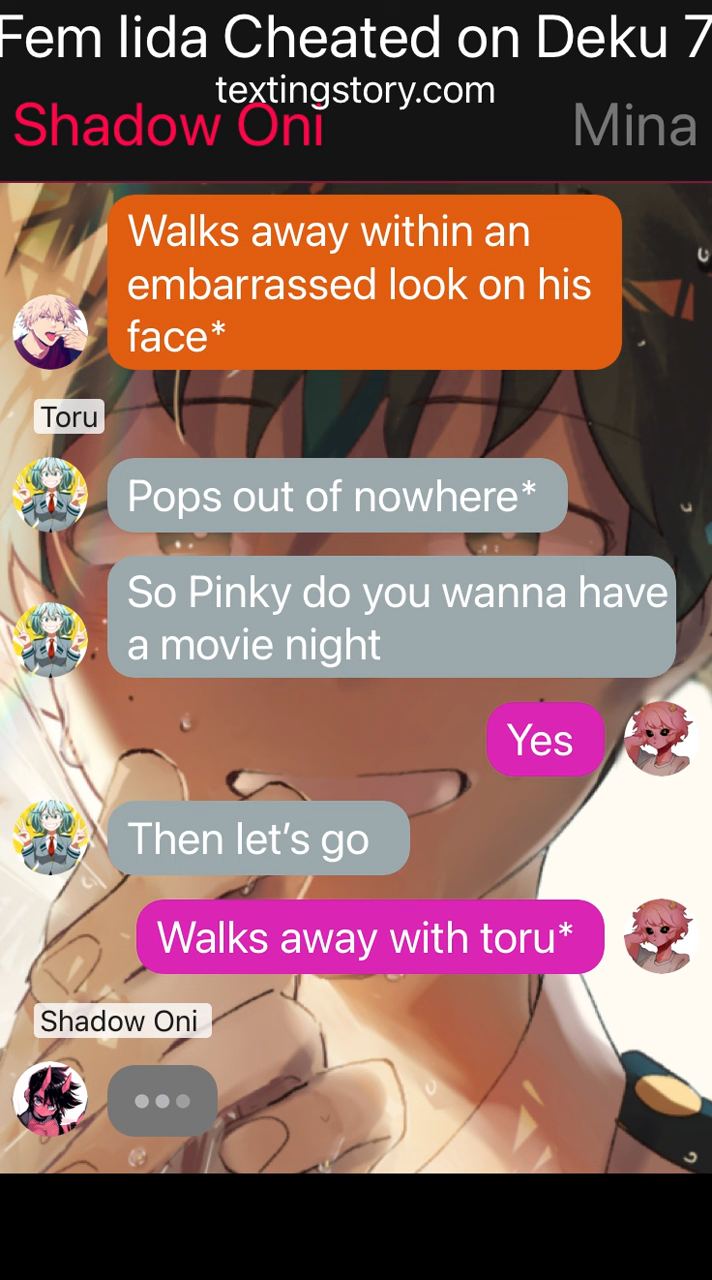 Fem Iida Cheated on Deku 7
textingstory.com
Shadow Oni
Mina
Walks away within an
embarrassed look on his
face*
Toru
Pops out of nowhere*
So Pinky do you wanna have
a movie night
Yes
Then let’s go
Walks away with toru*
Shadow Oni